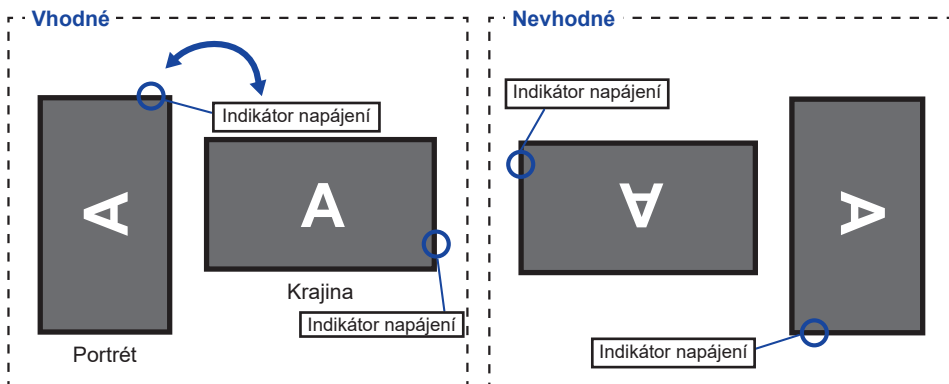 Vhodné
Indikátor napájení
A
A
Krajina
Indikátor napájení
Portrét
Nevhodné
Indikátor napájení
A
A
Indikátor napájení